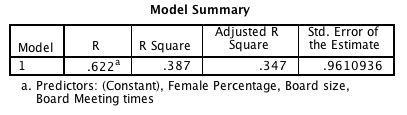 Model Summary
Model R R Square Adjusted R Square Std. Error of the Estimate
1 .622a .387 .347 .9610936
a. Predictors: (Constant), Female Percentage, Board size,
Board Meeting times